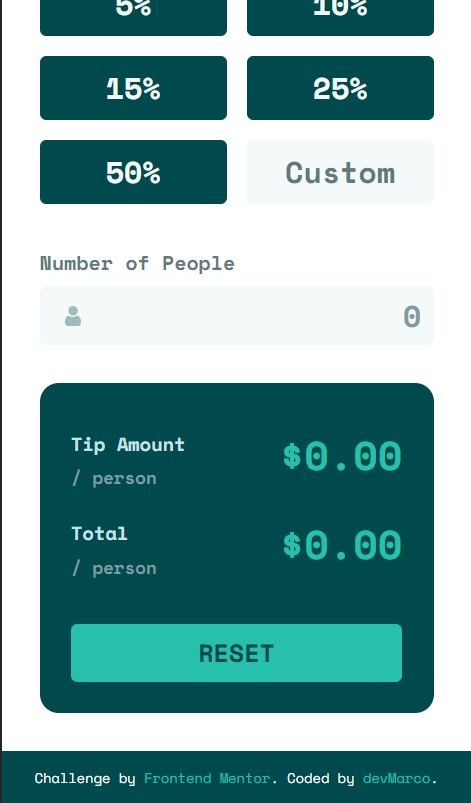 5% 10%
15% 25%
50% Custom
Number of People
0
Tip Amount $0.00
/ person
Total $0.00
/ person
RESET
Challenge by Frontend Mentor. Coded by devMarco.